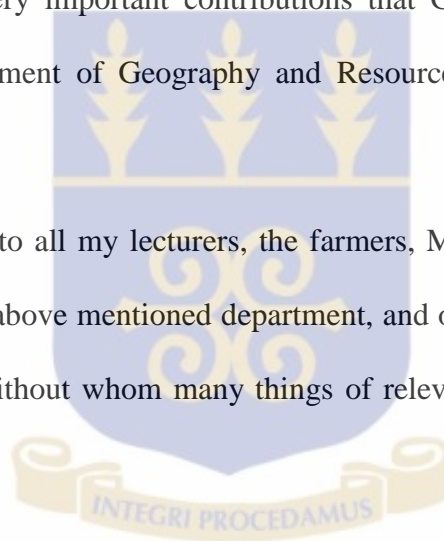 ery important contributions that
ment of Geography and Resource
to all my lecturers, the farmers, M
above mentioned department, and
ithout whom many things of relev
INTEGRI PROCEDAMUS